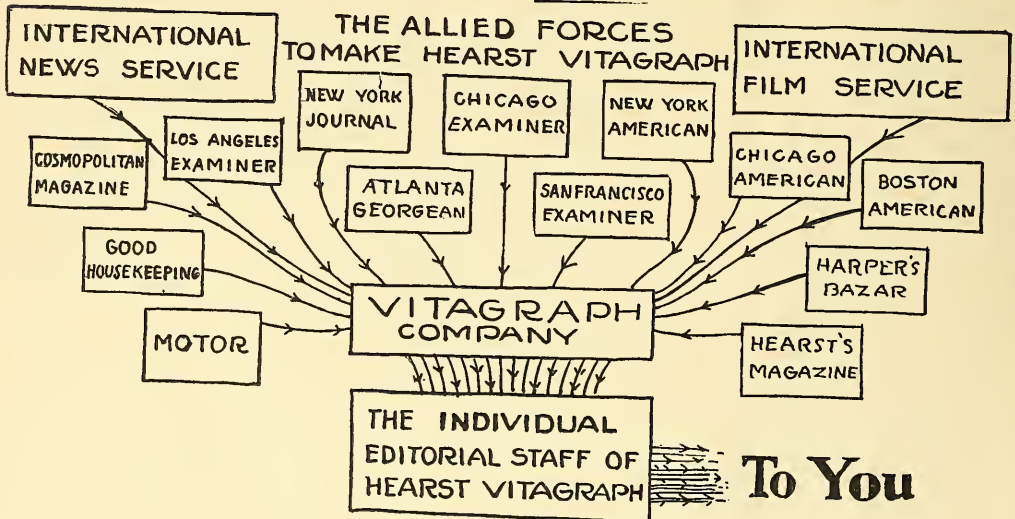 THE ALLIED FORCES
TO MAKE HEARST VITAGRAPH
INTERNATIONAL
NEWS SERVICE
INTERNATIONAL
FILM SERVICE
NEW YORK
JOURNAL
CHICAGO
EXAMINER
NEW YORK
AMERICAN
COSMOPOLITAN
MAGAZINE
LOS ANGELES
EXAMINER
ATLANTA
GEORGEAN
SANFRANCISCO
EXAMINER
CHICAGO
AMERICAN
BOSTON
AMERICAN
GOOD
HOUSEKEEPING
HARPER'S
BAZAR
MOTOR
VITAGRAPH
COMPANY
HEARST'S
MAGAZINE
THE INDIVIDUAL
EDITORIAL STAFF OF
HEARST VITAGRAPH
To You